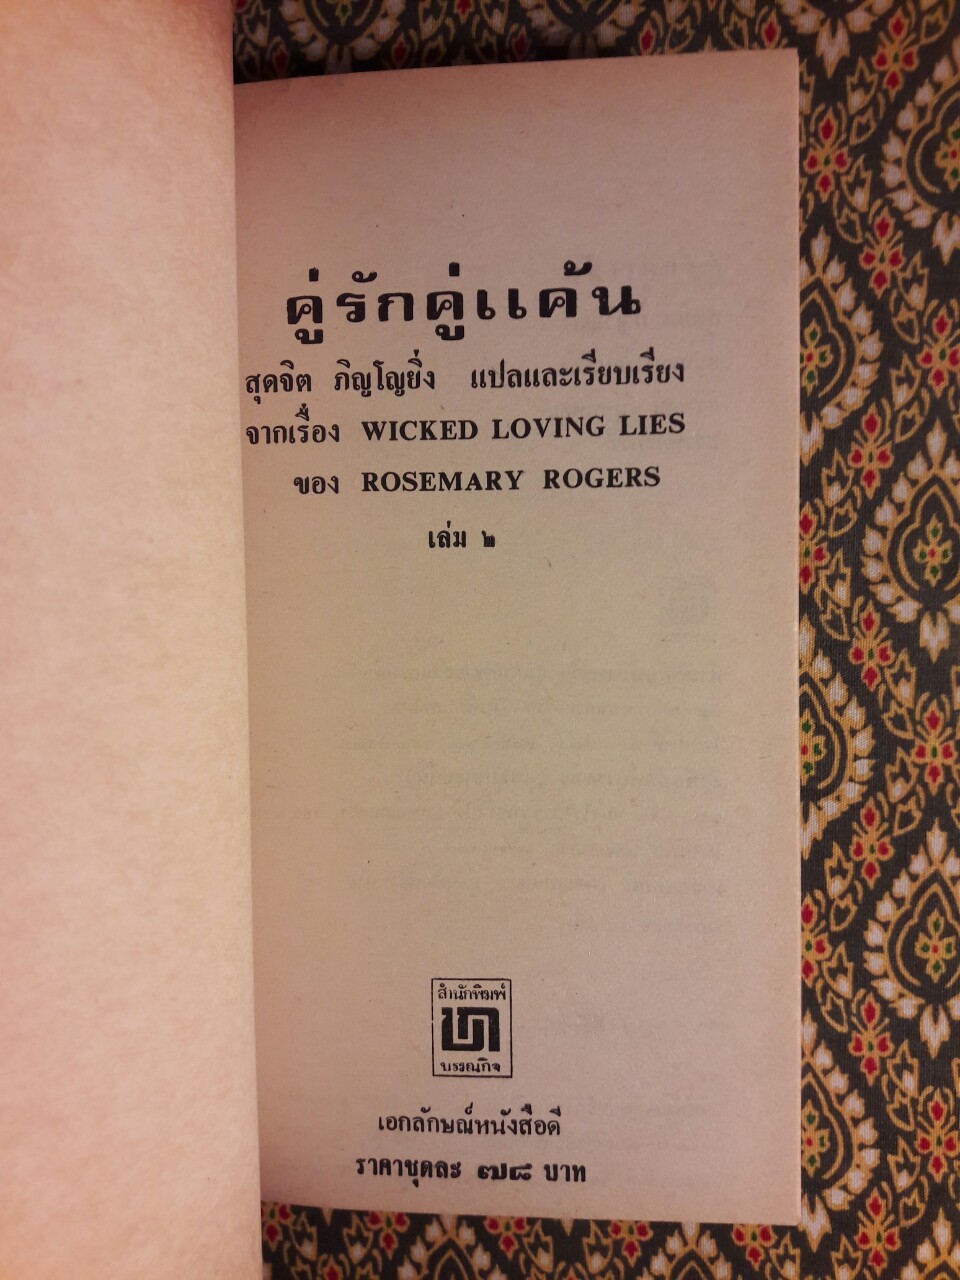 คู่รักคู่แค้น
สุดจิต ภิญโญยิ่ง แปลและเรียบเรียง
จากเรื่อง WICKED LOVING LIES
ของ ROSEMARY ROGERS
เล่ม ๒
สำนักพิมพ์
บรรณกิจ
เอกลักษณ์หนังสือดี
ราคาชุดละ ๗๘ บาท